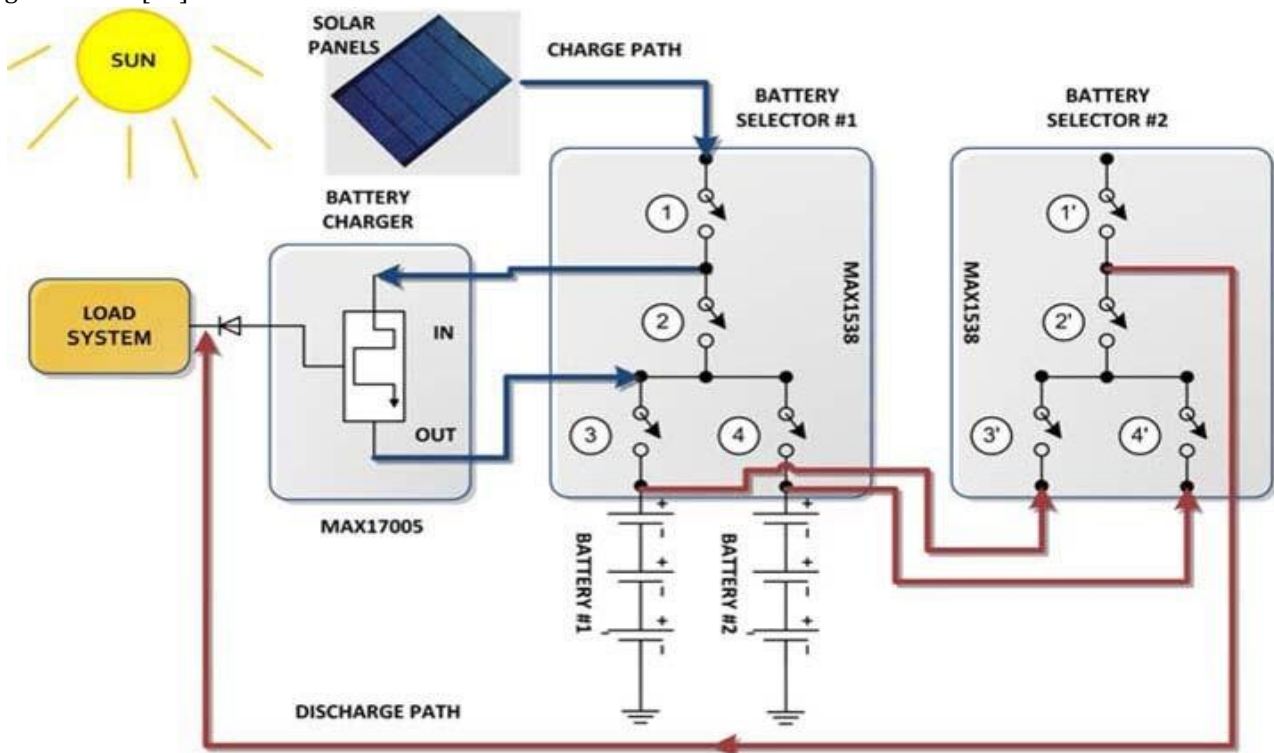 SOLAR
PANELS
SUN
CHARGE PATH
BATTERY
SELECTOR #1
BATTERY
SELECTOR #2
BATTERY
CHARGER
1
1'
MAX1538
MAX1538
LOAD
SYSTEM
IN
2
2'
OUT
3
4
3'
4'
MAX17005
+
-
+
-
+
-
+
-
+
-
+
-
BATTERY #1
BATTERY #2
DISCHARGE PATH